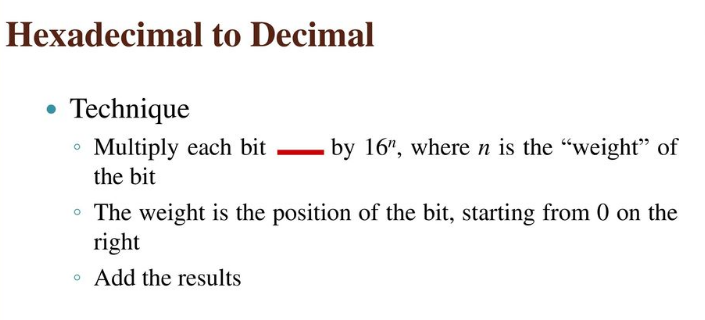 Hexadecimal to Decimal
Technique
Multiply each bit by 16ⁿ, where n is the “weight” of
the bit
The weight is the position of the bit, starting from 0 on the
right
Add the results